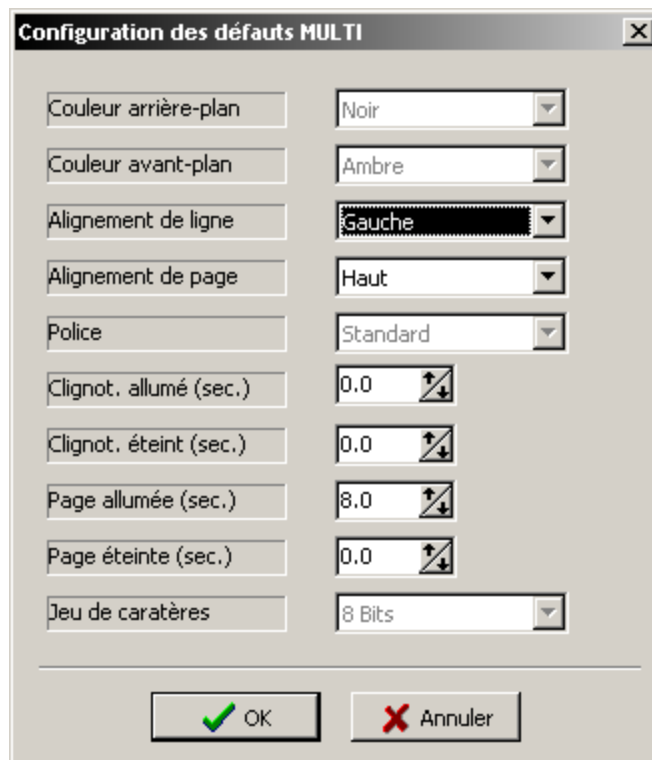 Configuration des défauts MULTI
Couleur arrière-plan Noir
Couleur avant-plan Ambre
Alignement de ligne Gauche
Alignement de page Haut
Police Standard
Clignot. allumé (sec.) 0.0
Clignot. éteint (sec.) 0.0
Page allumée (sec.) 8.0
Page éteinte (sec.) 0.0
Jeu de caratères 8 Bits
OK Annuler